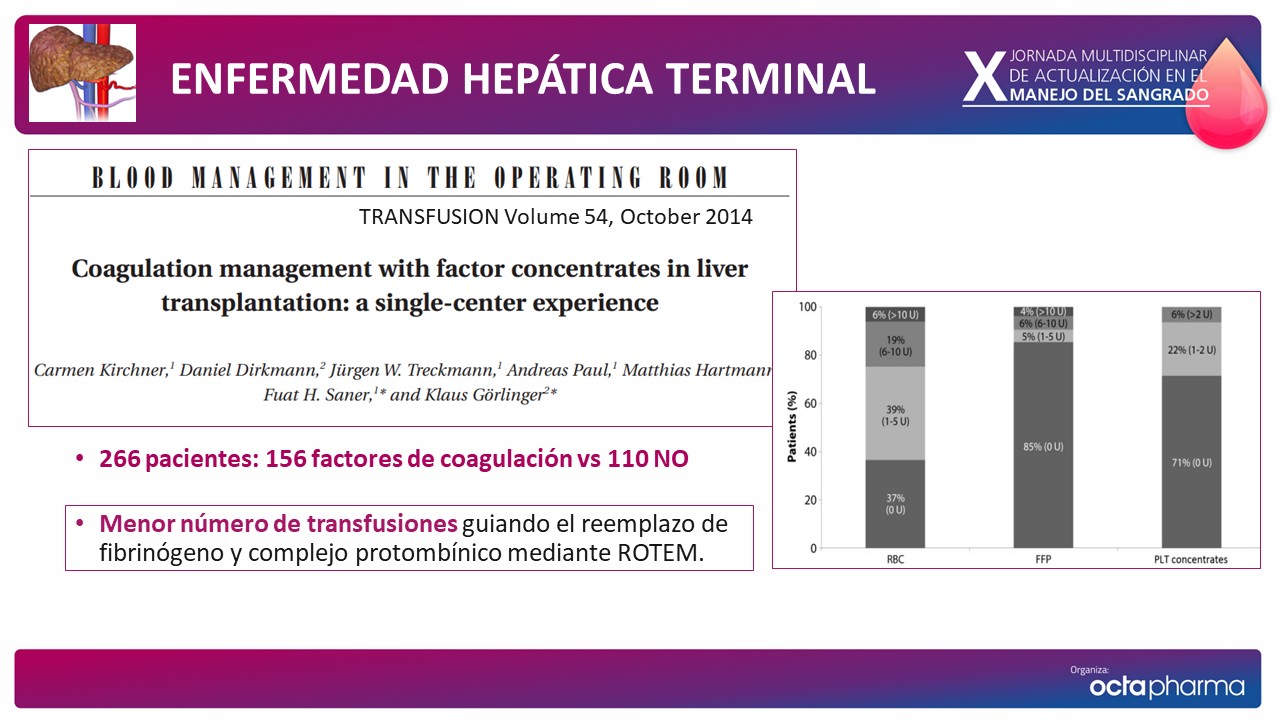 ENFERMEDAD HEPÁTICA TERMINAL
X JORNADA MULTIDISCIPLINAR
DE ACTUALIZACIÓN EN EL
MANEJO DEL SANGRADO
BLOOD MANAGEMENT IN THE OPERATING ROOM
TRANSFUSION Volume 54, October 2014
Coagulation management with factor concentrates in liver
transplantation: a single-center experience
Carmen Kirchner,¹ Daniel Dirkmann,² Jürgen W. Treckmann,¹ Andreas Paul,¹ Matthias Hartmann
Fuat H. Saner,¹* and Klaus Görlinger²*
• 266 pacientes: 156 factores de coagulación vs 110 NO
• Menor número de transfusiones guiando el reemplazo de
fibrinógeno y complejo protombínico mediante ROTEM.
Patients (%)
100
80
60
40
20
0
6% (>10 U)
19%
(6-10 U)
39%
(1-5 U)
37%
(0 U)
RBC
4% (>10 U)
6% (6-10 U)
5% (1-5 U)
85% (0 U)
FFP
6% (>2 U)
22% (1-2 U)
71% (0 U)
PLT concentrates
Organiza:
octapharma